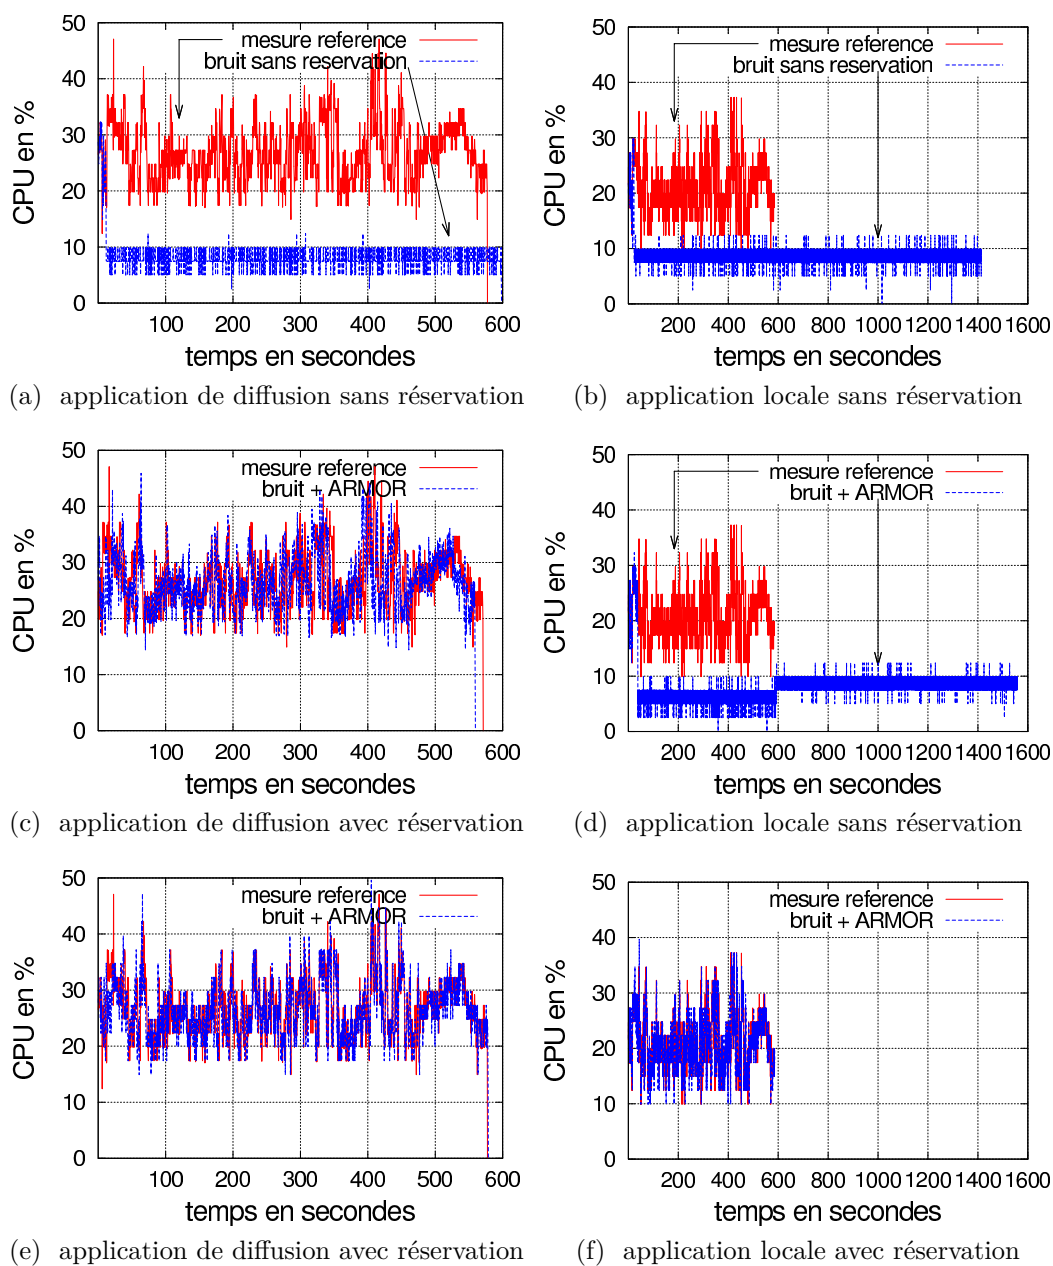 50
40
30
20
10
0
CPU en %
mesure reference
bruit sans reservation
100 200 300 400 500 600
temps en secondes
(a) application de diffusion sans réservation
50
40
30
20
10
0
CPU en %
mesure reference
bruit sans reservation
200 400 600 800 1000 1200 1400 1600
temps en secondes
(b) application locale sans réservation
50
40
30
20
10
0
CPU en %
mesure reference
bruit + ARMOR
100 200 300 400 500 600
temps en secondes
(c) application de diffusion avec réservation
50
40
30
20
10
0
CPU en %
mesure reference
bruit + ARMOR
200 400 600 800 1000 1200 1400 1600
temps en secondes
(d) application locale sans réservation
50
40
30
20
10
0
CPU en %
mesure reference
bruit + ARMOR
100 200 300 400 500 600
temps en secondes
(e) application de diffusion avec réservation
50
40
30
20
10
0
CPU en %
mesure reference
bruit + ARMOR
200 400 600 800 1000 1200 1400 1600
temps en secondes
(f) application locale avec réservation